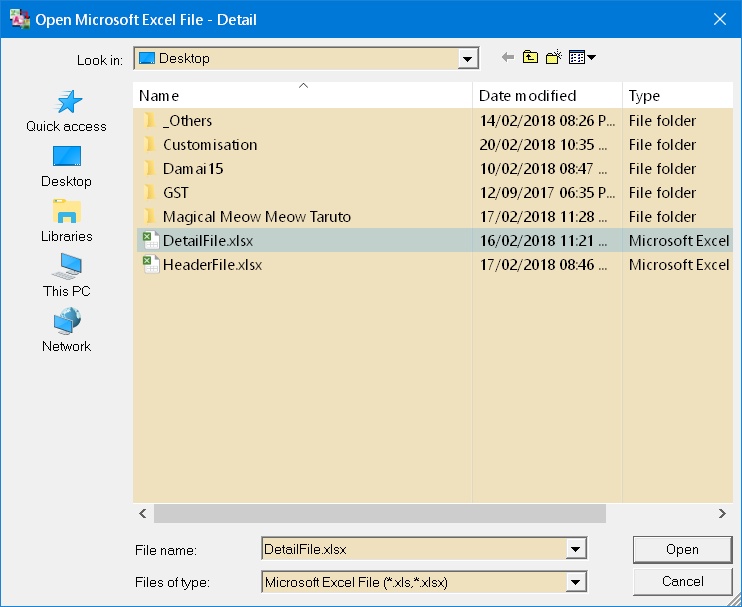 Open Microsoft Excel File - Detail
Look in: Desktop
Quick access
Desktop
Libraries
This PC
Network
Name Date modified Type
_Others 14/02/2018 08:26 P... File folder
Customisation 20/02/2018 10:35 ... File folder
Damai15 10/02/2018 08:47 ... File folder
GST 12/09/2017 06:35 P... File folder
Magical Meow Meow Taruto 17/02/2018 11:28 ... File folder
DetailFile.xlsx 16/02/2018 11:21 ... Microsoft Excel
HeaderFile.xlsx 17/02/2018 08:46 ... Microsoft Excel
File name: DetailFile.xlsx Open
Files of type: Microsoft Excel File (*.xls,*.xlsx) Cancel